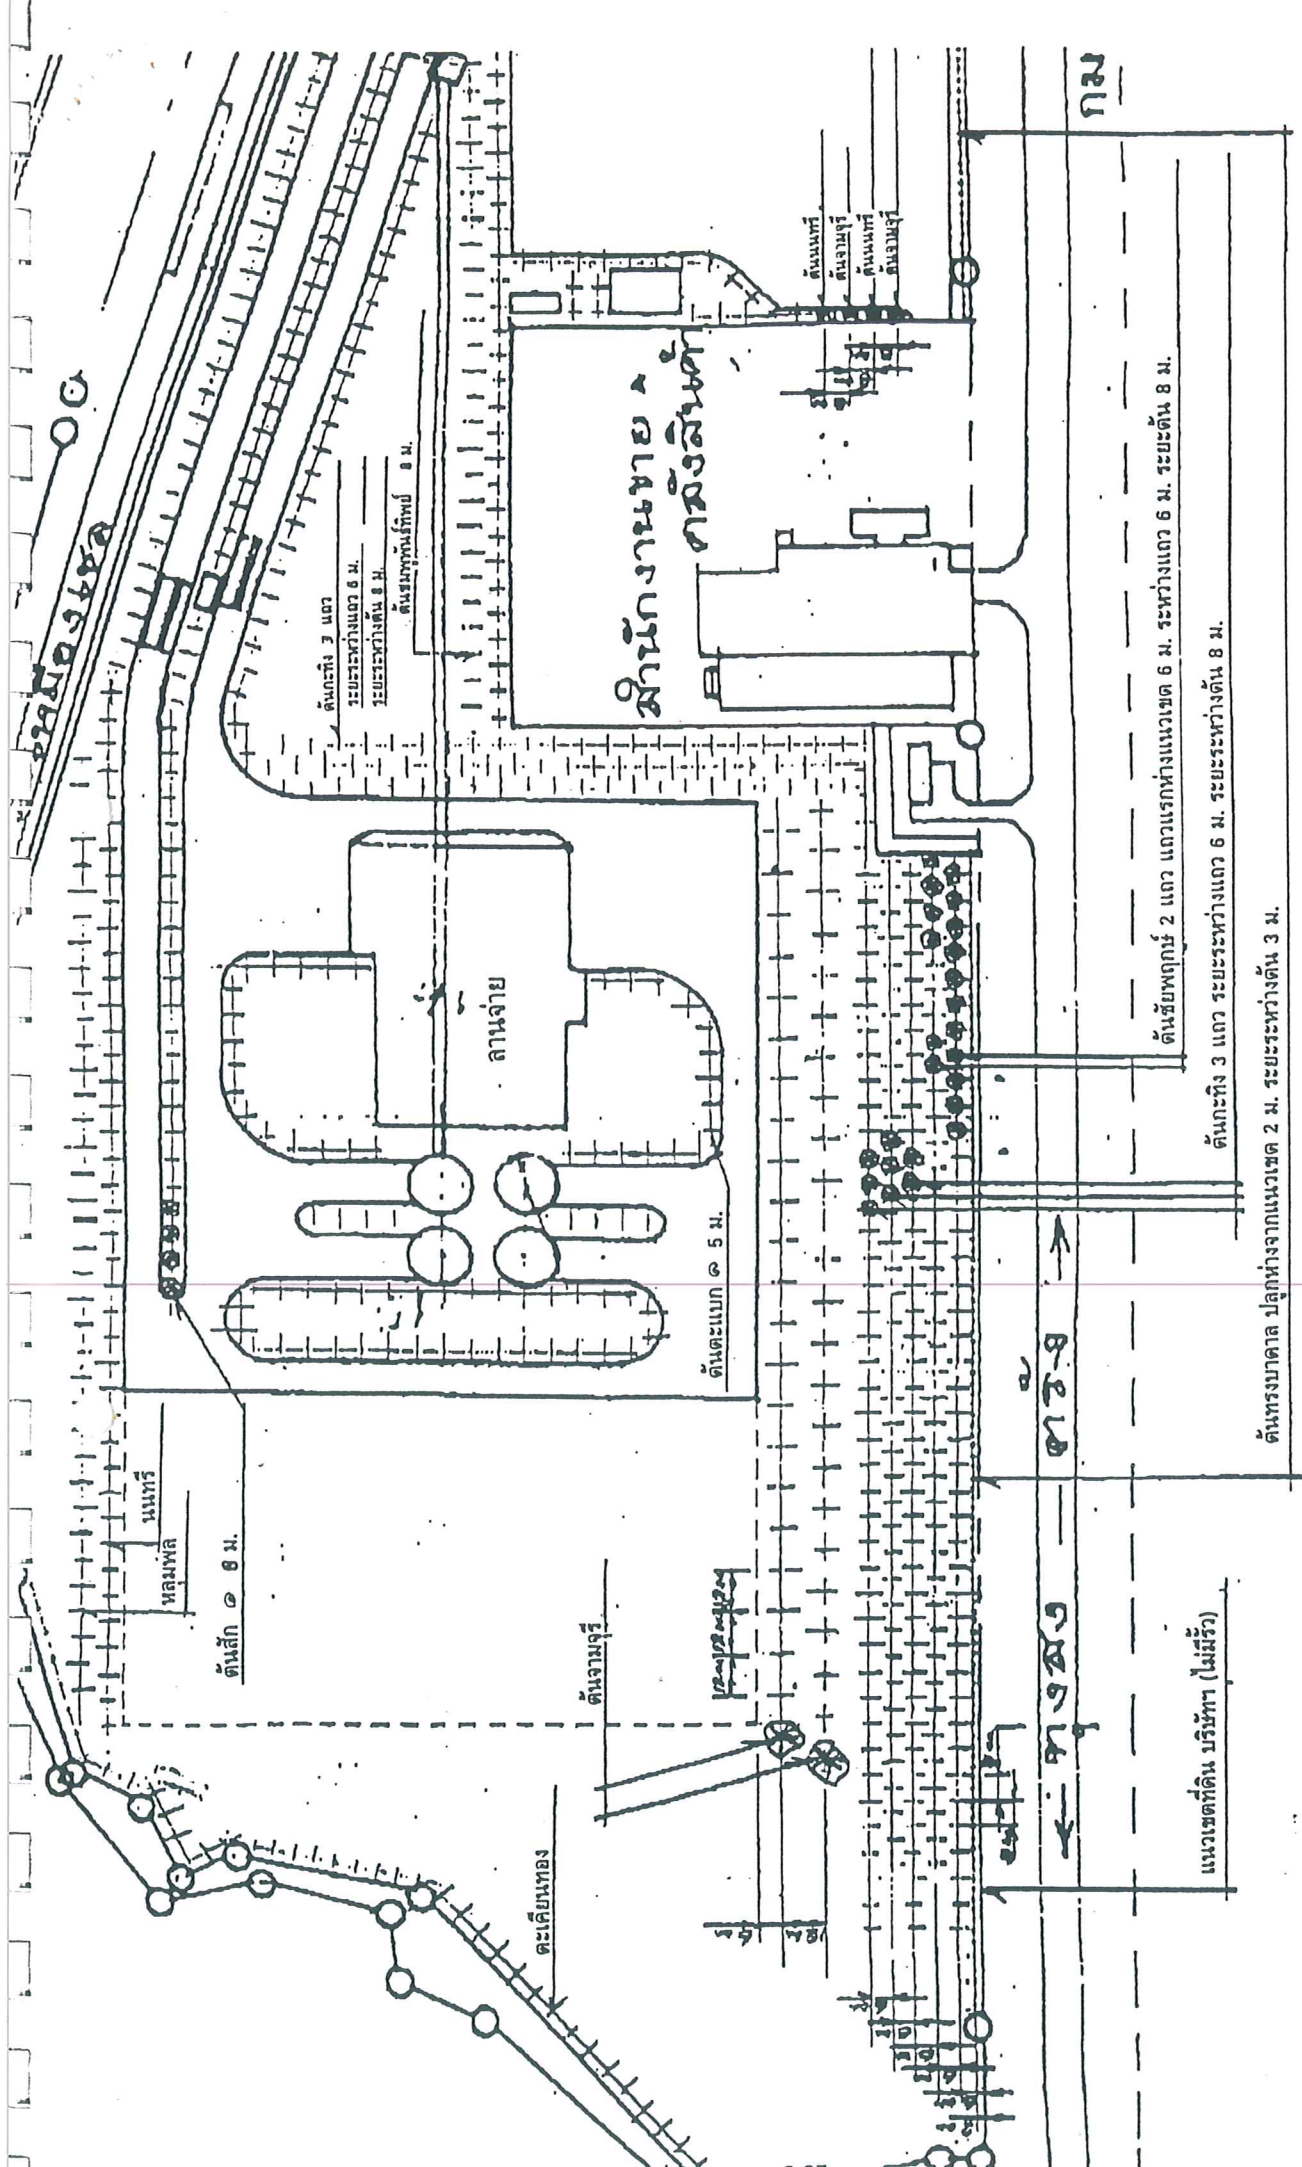 ต้นกะทิง 3 แถว
ระยะระหว่างแถว 6 ม.
ระยะระหว่างต้น 8 ม.
ต้นชมพูพันธ์ทิพย์ 8 ม.
สำนักงานขาย -
คลังสินค้า
ต้นนนทรี
ต้นจามจุรี
ต้นนนทรี
ต้นจามจุรี
กม
ลานจ่าย
นนทรี
หลุมพล
ต้นสัก @ 8 ม.
ต้นตะแบก @ 5 ม.
ต้นจามจุรี
ตะเคียนทอง
ทุ่งสง
ตรัง
ต้นชัยพฤกษ์ 2 แถว แถวแรกห่างแนวเขต 6 ม. ระหว่างแถว 6 ม. ระยะต้น 8 ม.
ต้นกะทิง 3 แถว ระยะระหว่างแถว 6 ม. ระยะระหว่างต้น 8 ม.
ต้นทรงบาดาล ปลูกห่างจากแนวเขต 2 ม. ระยะระหว่างต้น 3 ม.
แนวเขตที่ดิน บริษัทฯ (ไม่มีรั้ว)